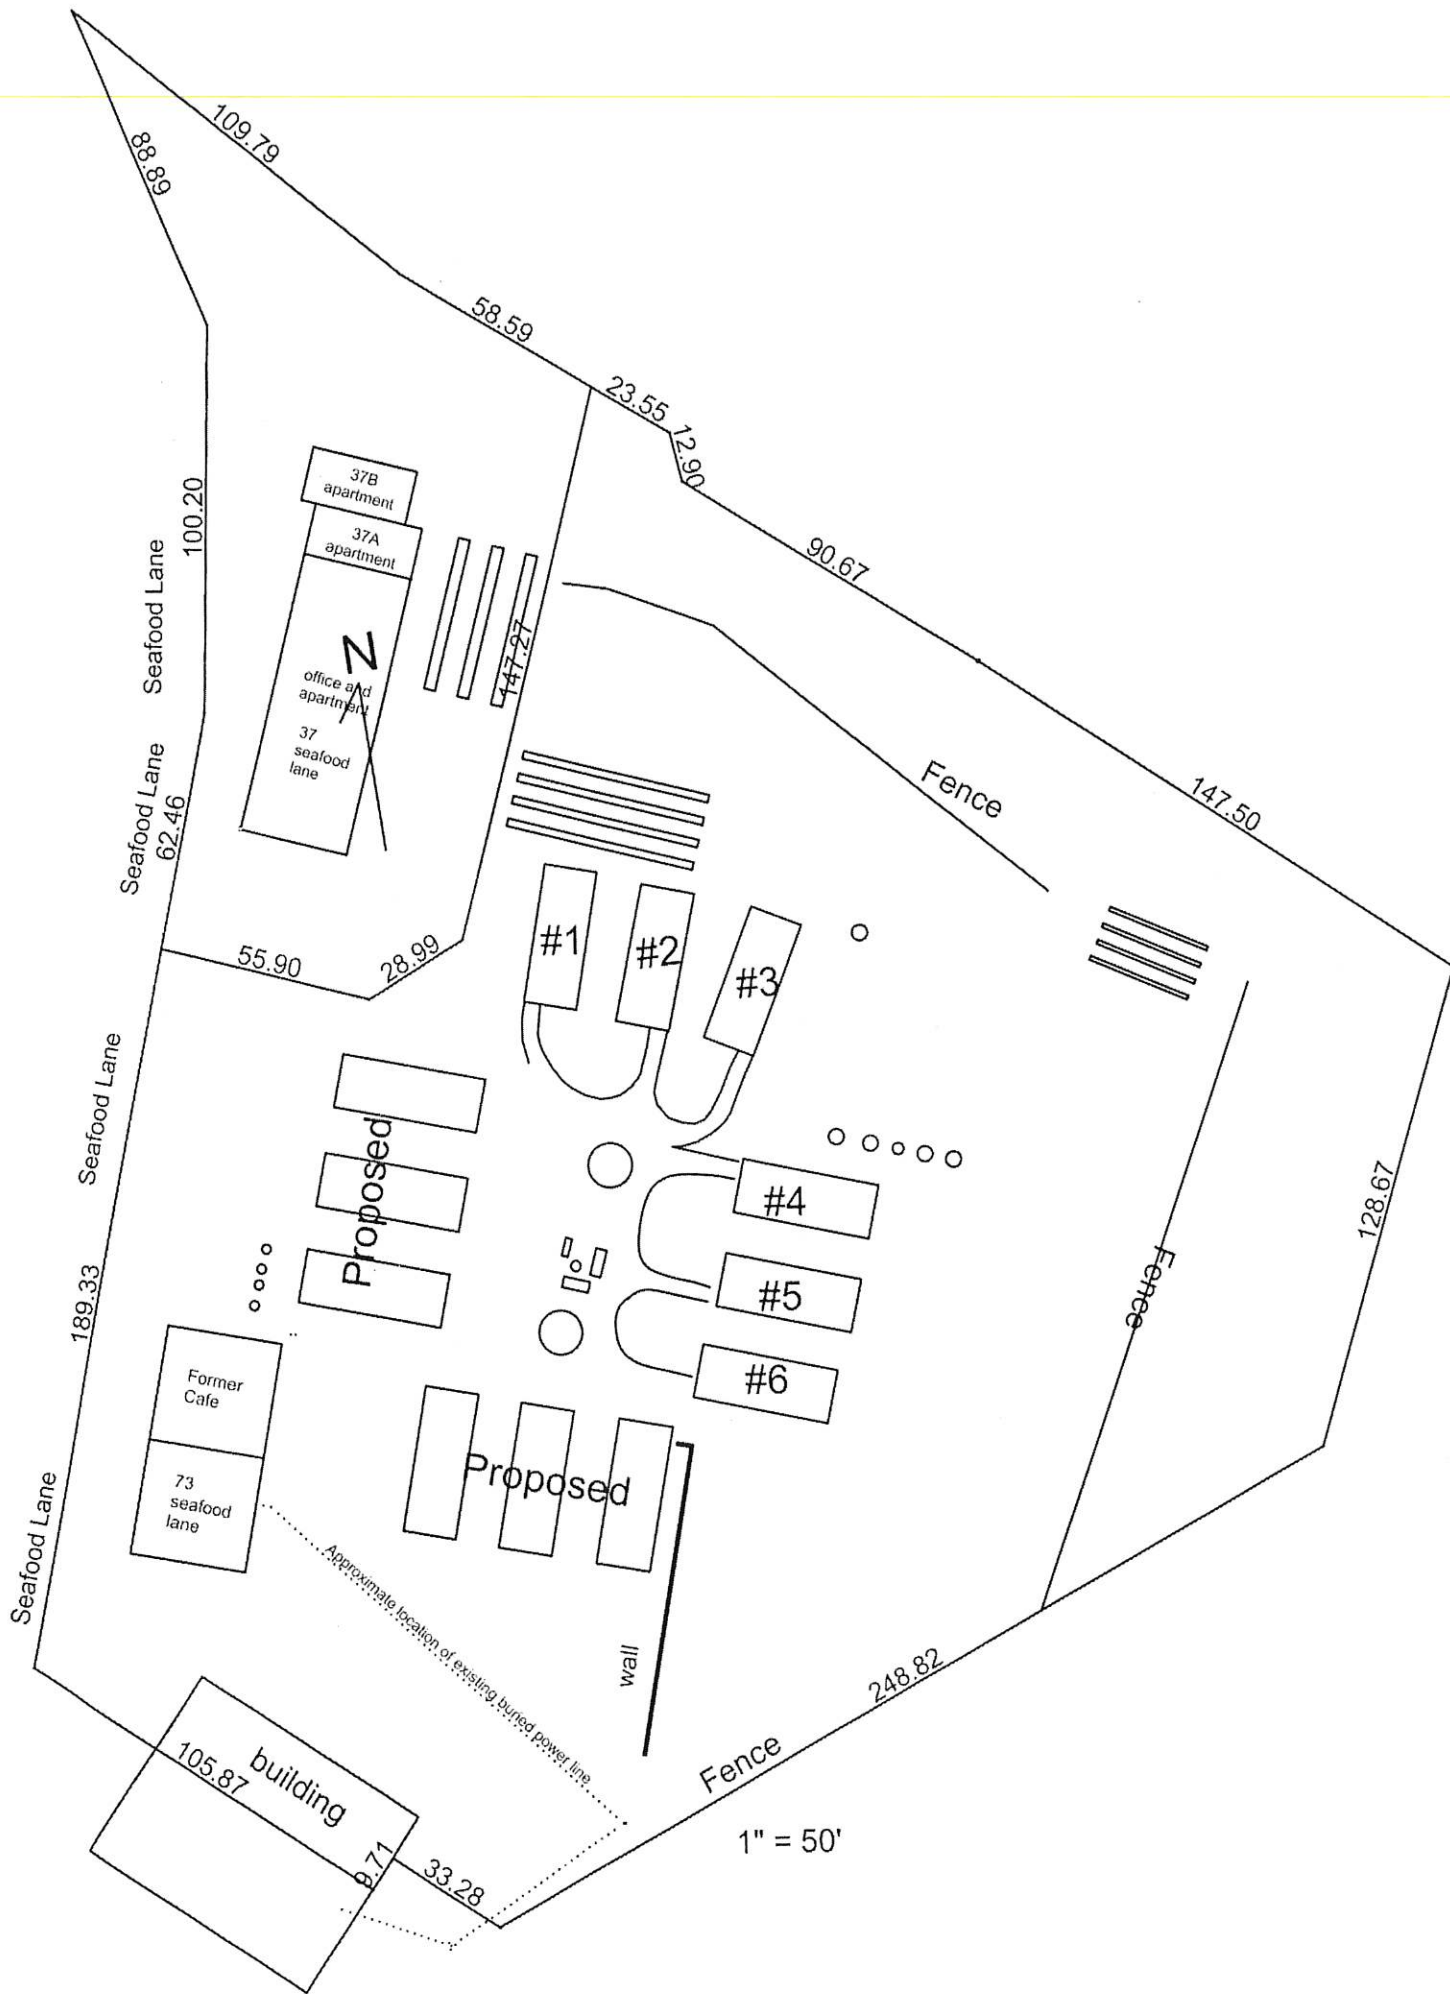 109.79
88.89
58.59
23.55
12.90
90.67
147.50
100.20
Seafood Lane
37B
apartment
37A
apartment
N
office and
apartment
37
seafood
lane
147.27
Fence
Seafood Lane
62.46
55.90
28.99
#1
#2
#3
Seafood Lane
Proposed
#4
#5
#6
Fence
128.67
189.33
Former
Cafe
73
seafood
lane
Proposed
Seafood Lane
Approximate location of existing buried power line
wall
248.82
Fence
105.87
building
9.71
33.28
1" = 50'